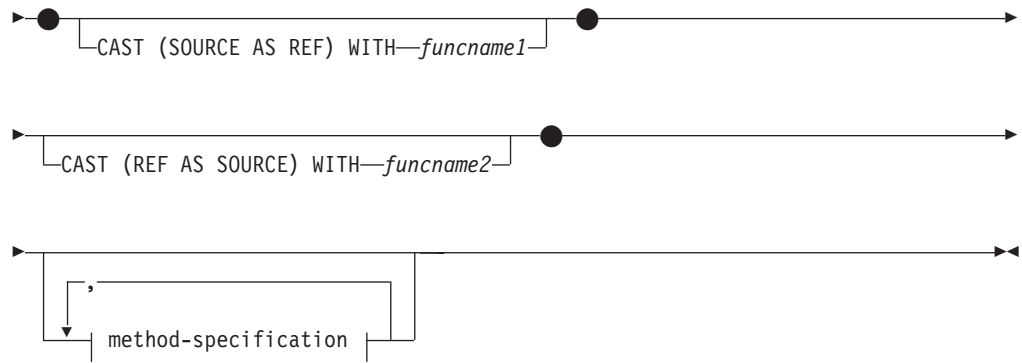 CAST (SOURCE AS REF) WITH funcname1
CAST (REF AS SOURCE) WITH funcname2
,
method-specification